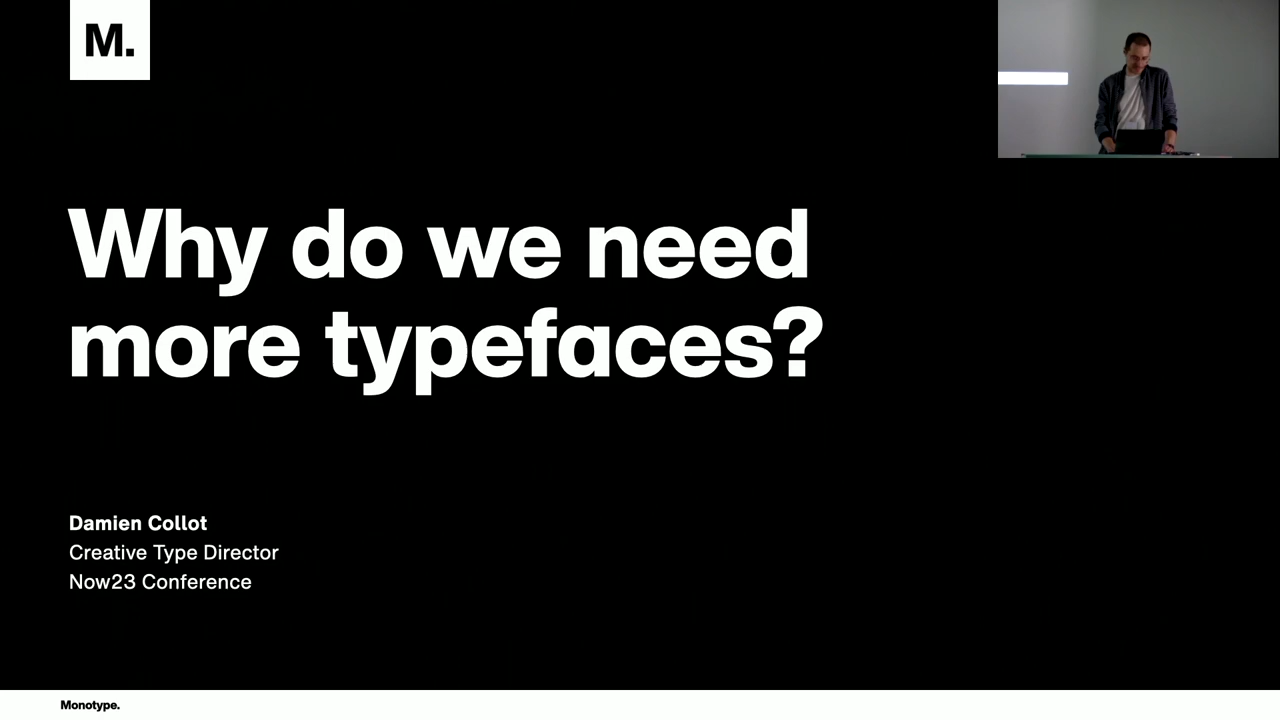 M.
Why do we need
more typefaces?
Damien Collot
Creative Type Director
Now23 Conference
Monotype.